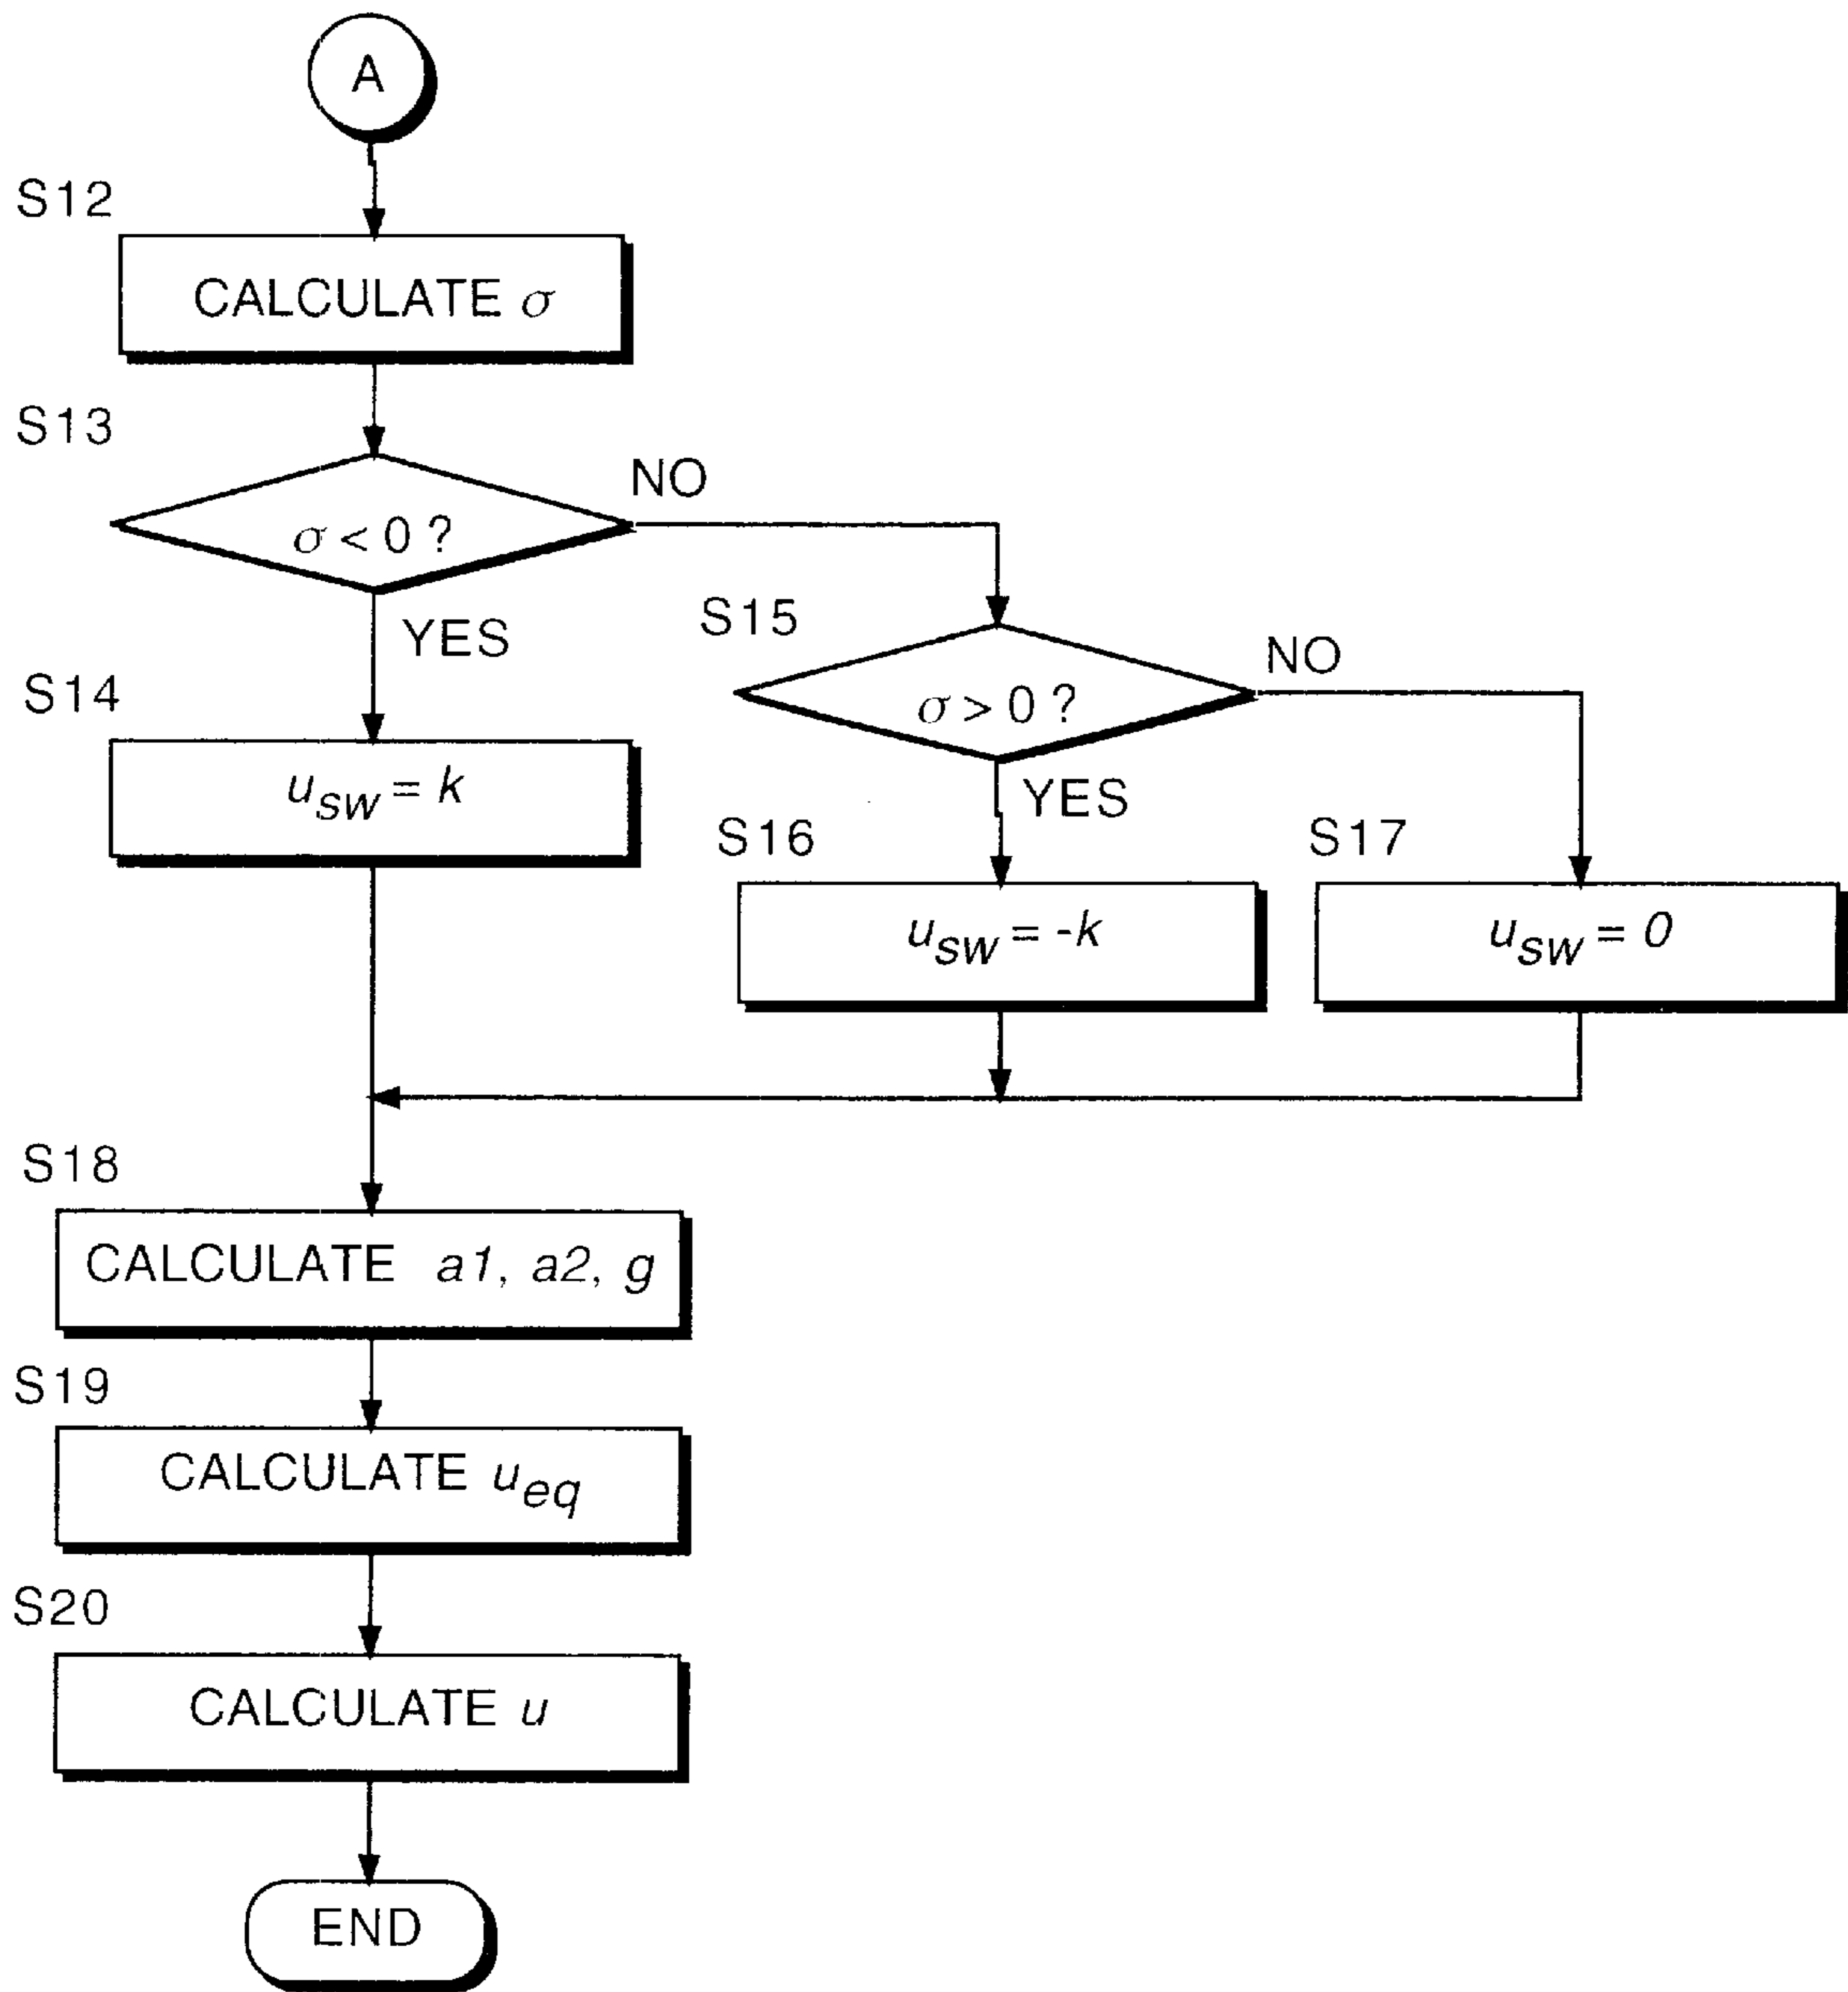 A
S12
CALCULATE σ
S13
σ < 0 ?
NO
YES
S14
u_sw = k
S15
σ > 0 ?
NO
YES
S16
u_sw = -k
S17
u_sw = 0
S18
CALCULATE a1, a2, g
S19
CALCULATE u_eq
S20
CALCULATE u
END